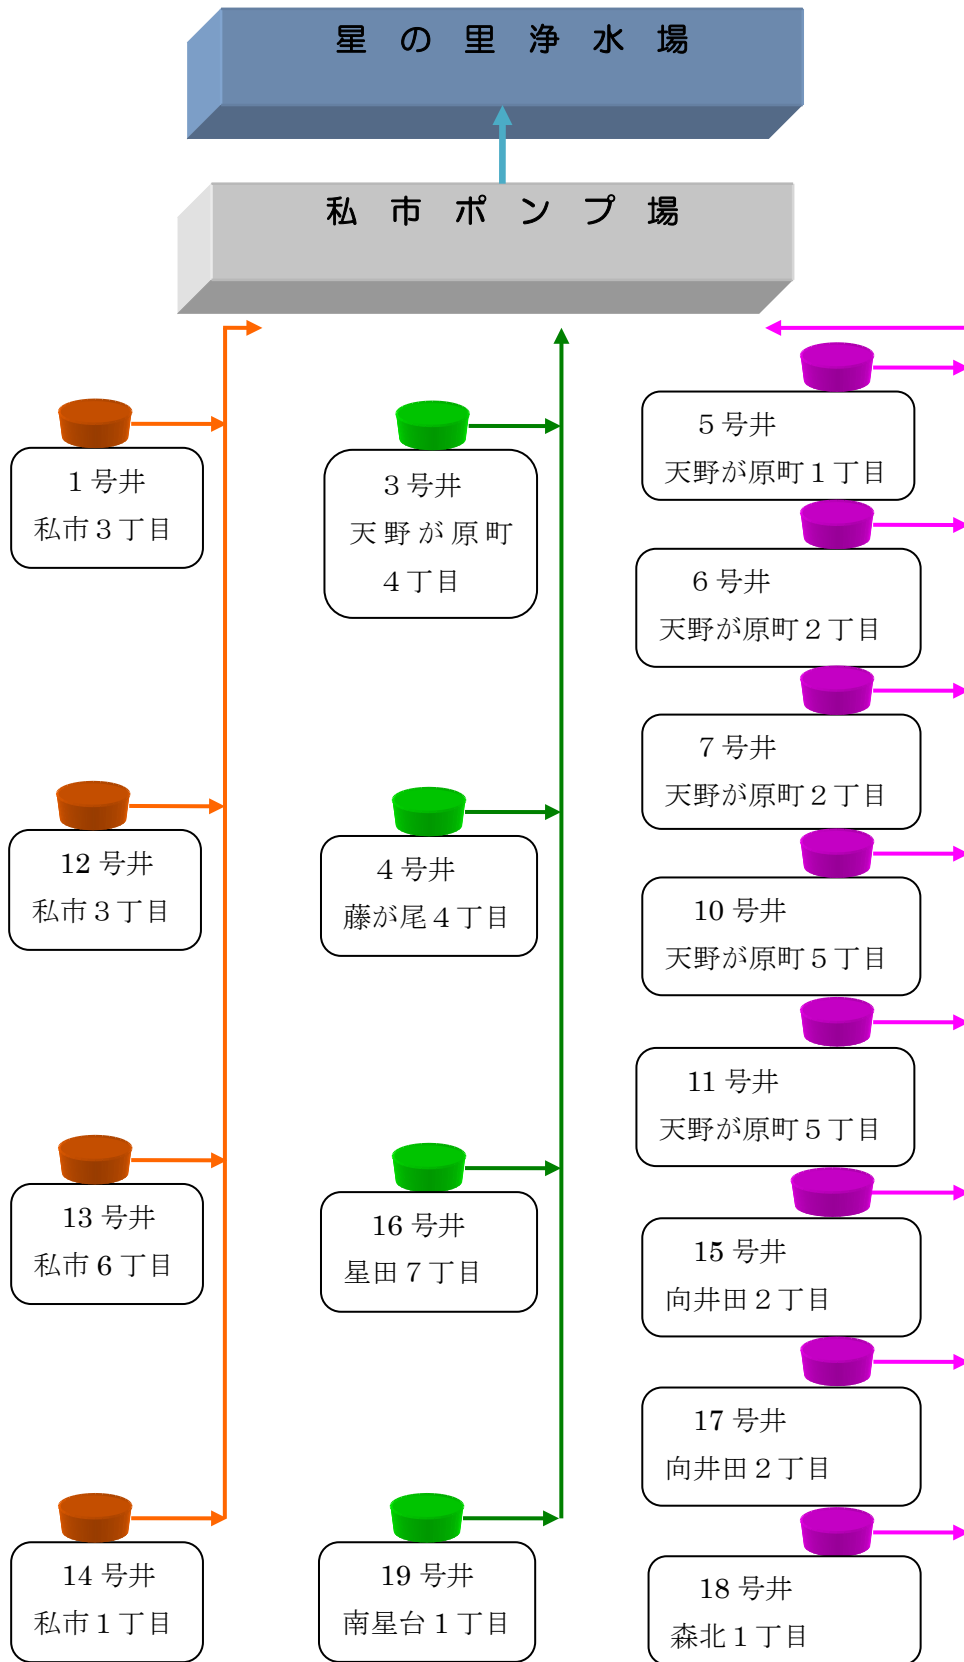 星の里浄水場
私市ポンプ場
1号井
私市３丁目
12 号井
私市３丁目
13 号井
私市 6 丁目
14 号井
私市１丁目
３号井
天野が原町
４丁目
４号井
藤が尾４丁目
16 号井
星田７丁目
19 号井
南星台１丁目
５号井
天野が原町１丁目
６号井
天野が原町２丁目
７号井
天野が原町２丁目
10 号井
天野が原町５丁目
11 号井
天野が原町５丁目
15 号井
向井田２丁目
17 号井
向井田２丁目
18 号井
森北１丁目